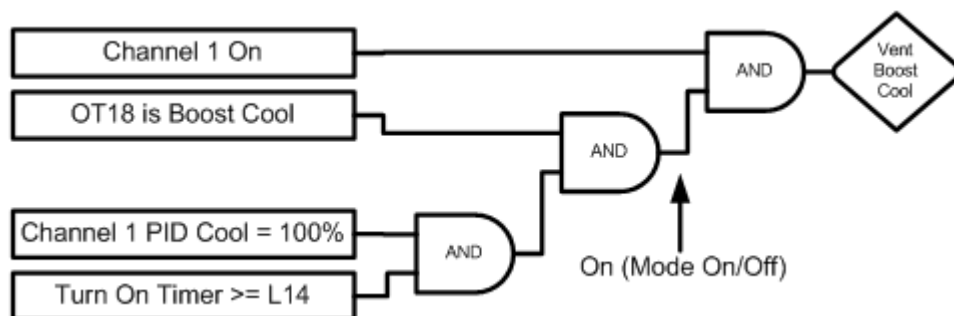 Channel 1 On
OT18 is Boost Cool
Channel 1 PID Cool = 100%
Turn On Timer >= L14
AND
AND
AND
On (Mode On/Off)
Vent
Boost
Cool